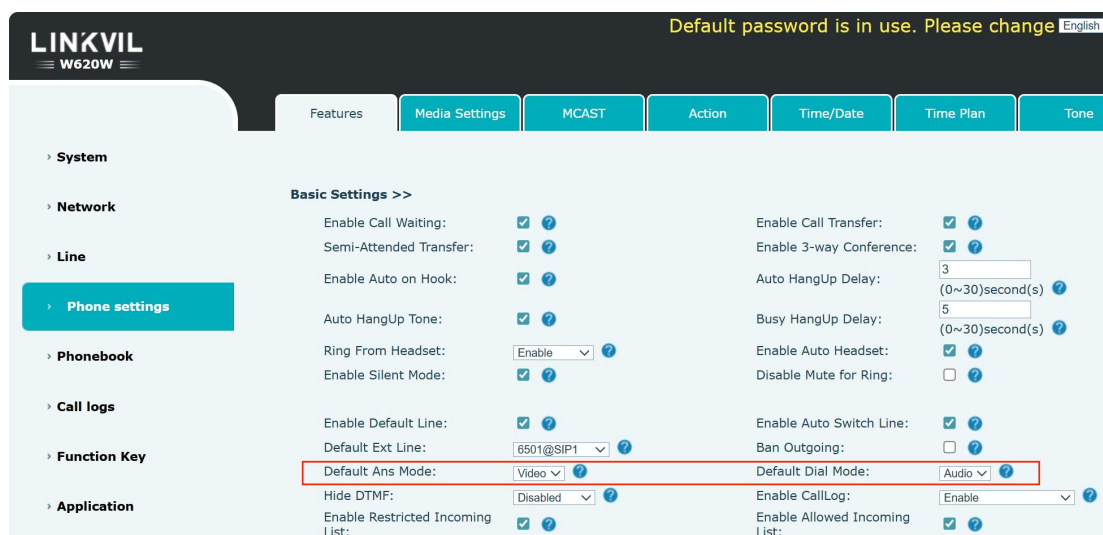 Default password is in use. Please change English
LINKVIL
W620W
Features Media Settings MCAST Action Time/Date Time Plan Tone
› System
› Network
› Line
› Phone settings
› Phonebook
› Call logs
› Function Key
› Application
Basic Settings >>
Enable Call Waiting: Enable Call Transfer:
Semi-Attended Transfer: Enable 3-way Conference:
Enable Auto on Hook: Auto HangUp Delay: 3
(0~30)second(s)
Auto HangUp Tone: Busy HangUp Delay: 5
(0~30)second(s)
Ring From Headset: Enable Enable Auto Headset:
Enable Silent Mode: Disable Mute for Ring:
Enable Default Line: Enable Auto Switch Line:
Default Ext Line: 6501@SIP1 Ban Outgoing:
Default Ans Mode: Video Default Dial Mode: Audio
Hide DTMF: Disabled Enable CallLog: Enable
Enable Restricted Incoming Enable Allowed Incoming
List: List: